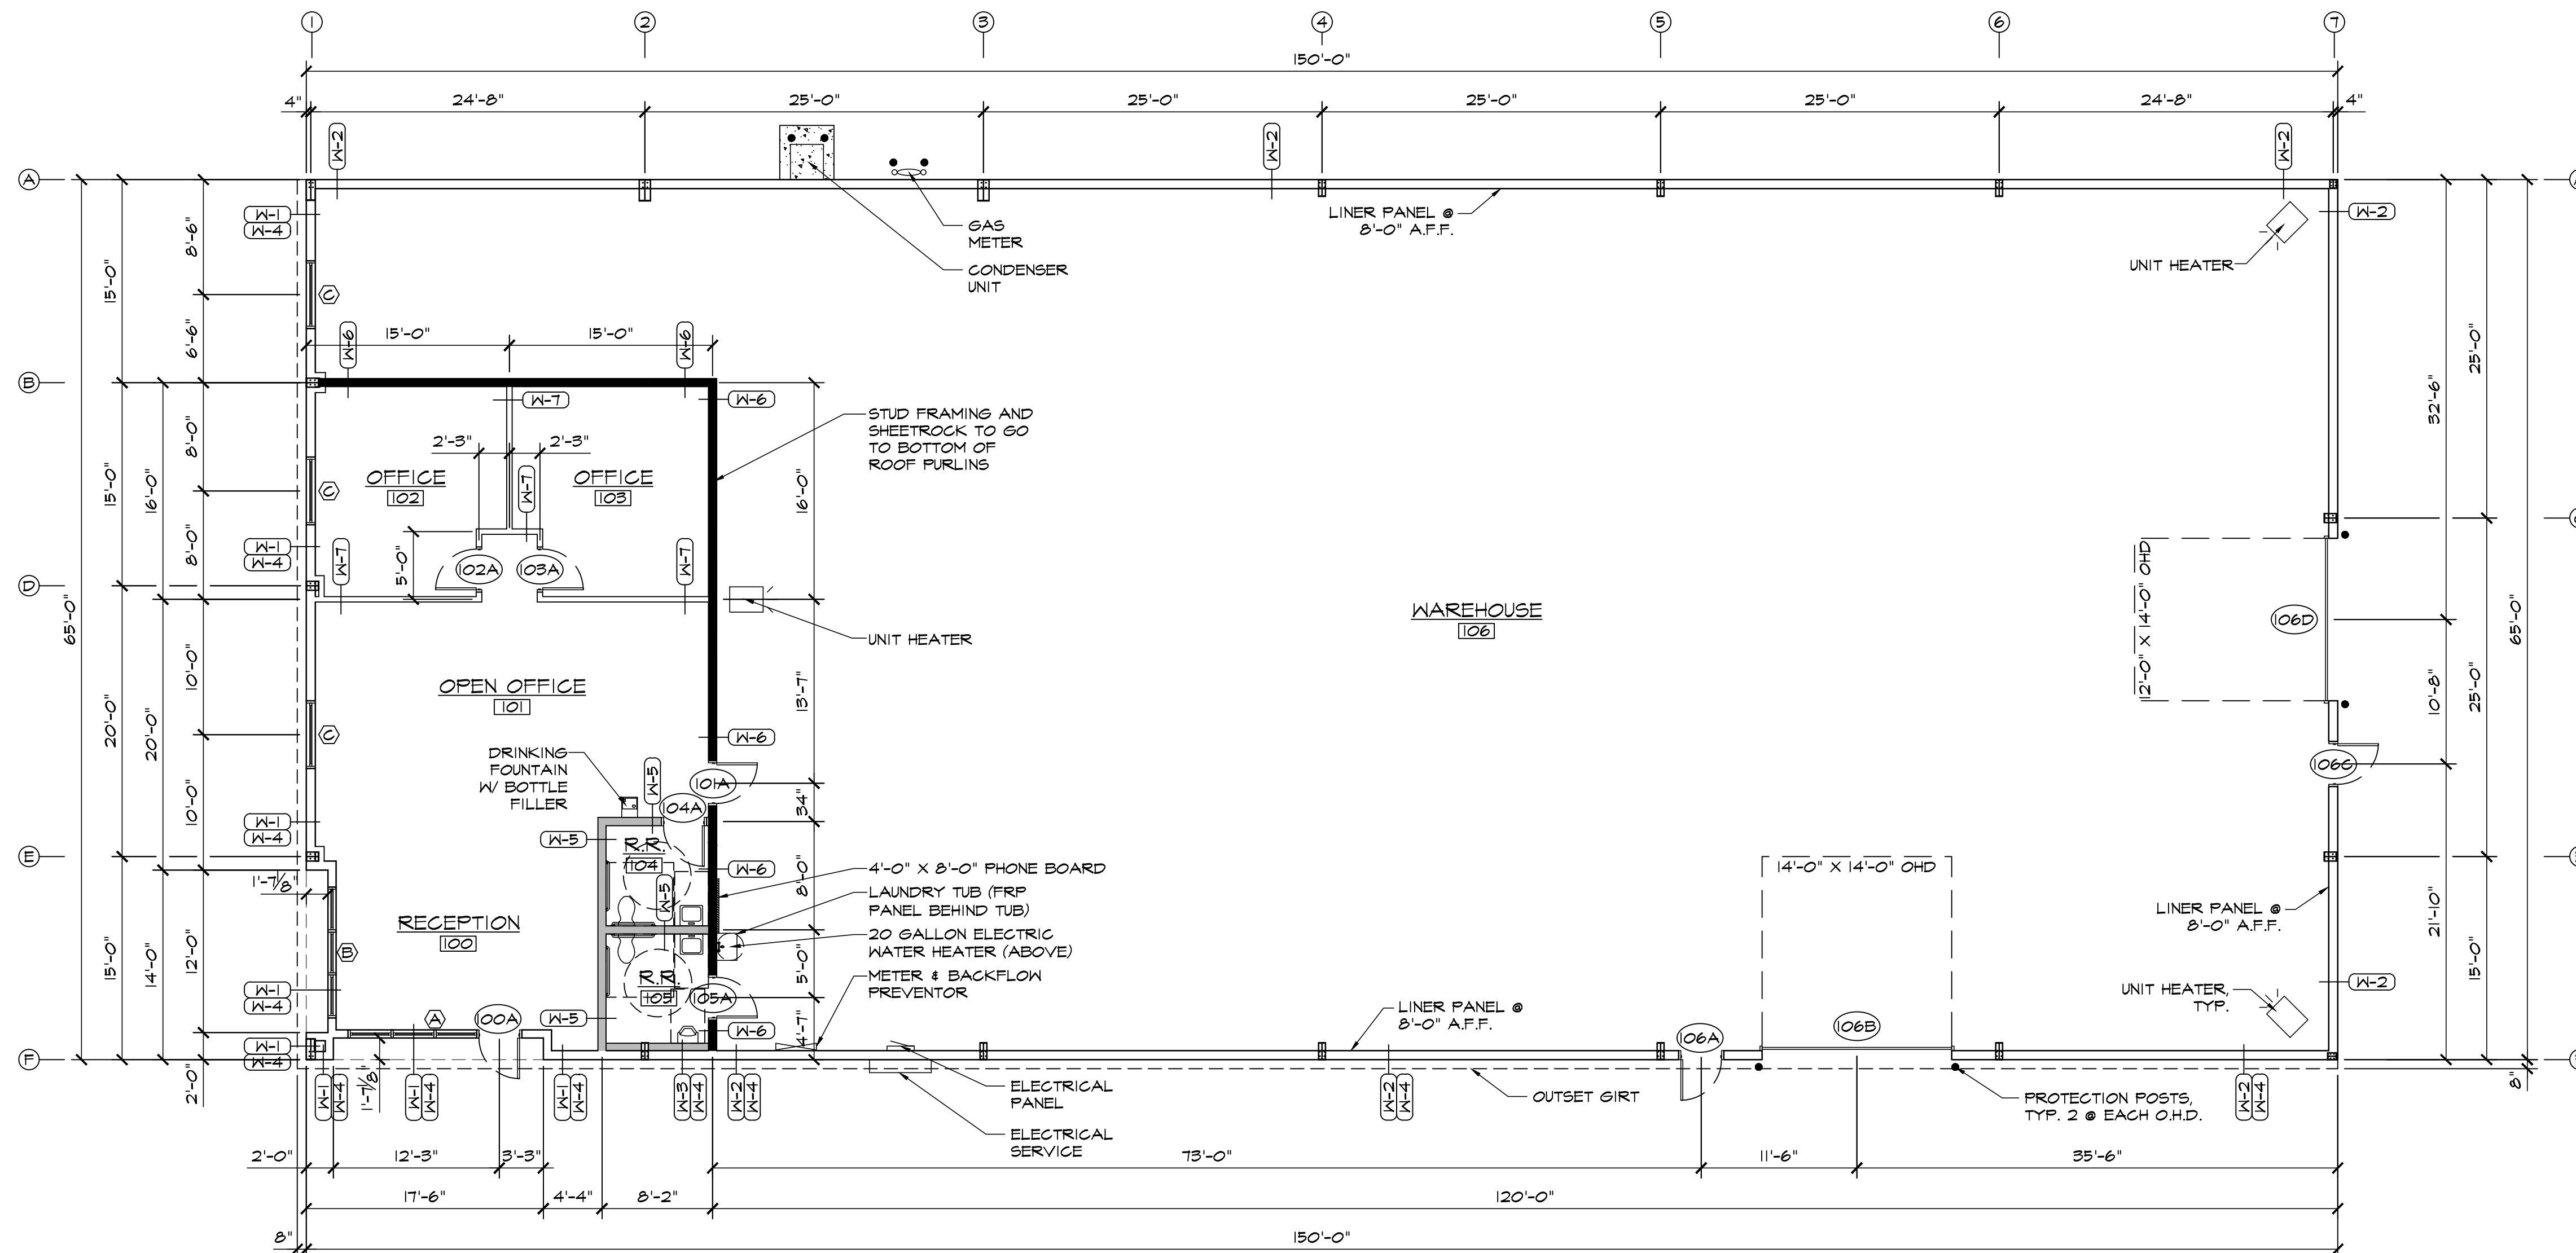 1 2 3 4 5 6 7
150'-0"
4" 24'-8" 25'-0" 25'-0" 25'-0" 25'-0" 24'-8" 4"
W-2 W-2 W-2
A
W-1
W-4
W-2
LINER PANEL @
8'-0" A.F.F.
GAS
METER
CONDENSER
UNIT
UNIT HEATER
8'-6"
15'-0"
6'-6"
C
15'-0" 15'-0"
W-6 W-6
25'-0"
32'-6"
B
W-7
W-6
STUD FRAMING AND
SHEETROCK TO GO
TO BOTTOM OF
ROOF PURLINS
2'-3" 2'-3"
8'-0"
15'-0"
16'-0"
OFFICE
102
OFFICE
103
W-7
C
16'-0"
8'-0"
W-1
W-4
W-7
5'-0"
102A
103A
W-7
D
65'-0"
UNIT HEATER
WAREHOUSE
106
12'-0" X 14'-0" OHD
106D
65'-0"
10'-0"
20'-0"
20'-0"
OPEN OFFICE
101
13'-7"
10'-8"
25'-0"
C
W-6
DRINKING
FOUNTAIN
W/ BOTTLE
FILLER
W-5
101A
106C
104A
34"
10'-0"
W-1
W-4
W-5
R.R.
104
E
W-6
4'-0" X 8'-0" PHONE BOARD
8'-0"
14'-0" X 14'-0" OHD
1'-7⅞"
W-5
LAUNDRY TUB (FRP
PANEL BEHIND TUB)
LINER PANEL @
8'-0" A.F.F.
21'-10"
RECEPTION
100
20 GALLON ELECTRIC
WATER HEATER (ABOVE)
B
15'-0"
14'-0"
12'-0"
15'-0"
5'-0"
R.R.
105
METER & BACKFLOW
PREVENTOR
W-2
W-1
W-4
105A
UNIT HEATER,
TYP.
LINER PANEL @
8'-0" A.F.F.
A
100A
W-5
W-6
4'-7"
106A
106B
W-1
W-4
F
2'-0"
1'-7⅞"
8"
W-1
W-4
W-1
W-4
W-1
W-4
W-3
W-4
W-2
W-4
W-2
W-4
W-2
W-4
ELECTRICAL
PANEL
OUTSET GIRT
PROTECTION POSTS,
TYP. 2 @ EACH O.H.D.
ELECTRICAL
SERVICE
2'-0" 12'-3" 3'-3" 73'-0" 11'-6" 35'-6"
17'-6" 4'-4" 8'-2" 120'-0"
8" 150'-0"